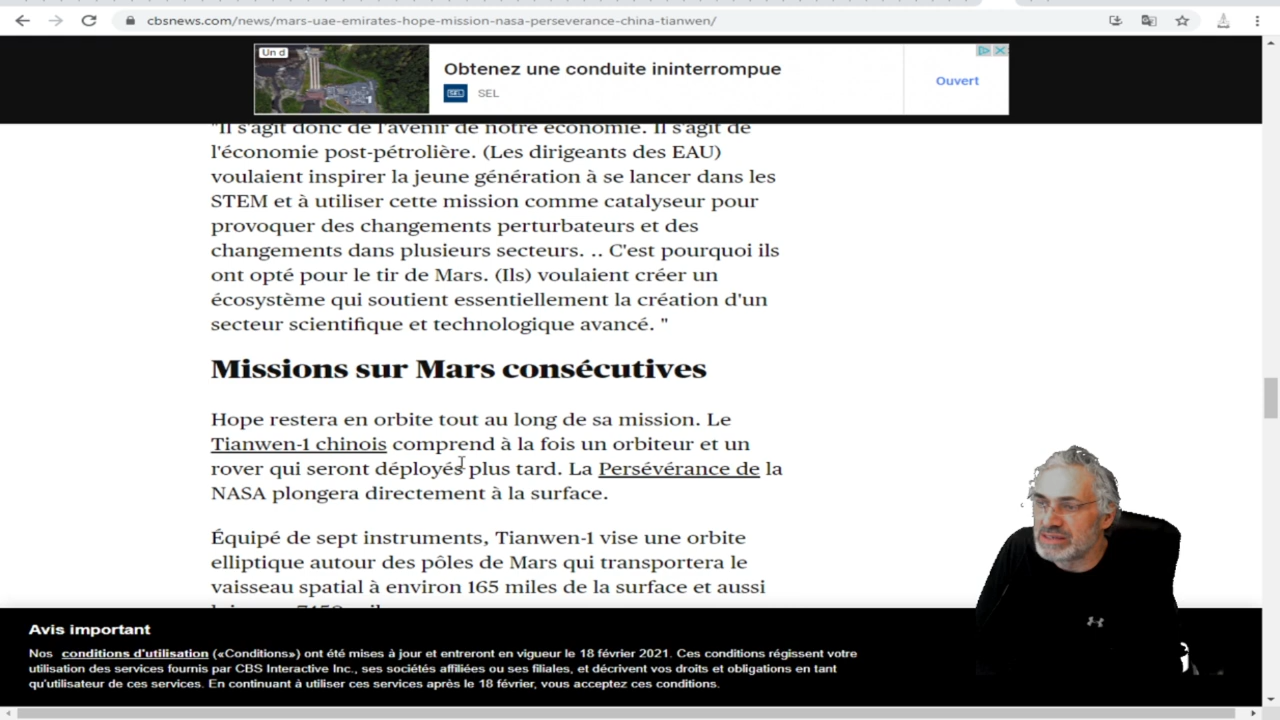 cbsnews.com/news/mars-uae-emirates-hope-mission-nasa-perseverance-china-tianwen/
Un d
Obtenez une conduite ininterrompue
SEL SEL
Ouvert
"Il s'agit donc de l'avenir de notre économie. Il s'agit de
l'économie post-pétrolière. (Les dirigeants des EAU)
voulaient inspirer la jeune génération à se lancer dans les
STEM et à utiliser cette mission comme catalyseur pour
provoquer des changements perturbateurs et des
changements dans plusieurs secteurs. .. C'est pourquoi ils
ont opté pour le tir de Mars. (Ils) voulaient créer un
écosystème qui soutient essentiellement la création d'un
secteur scientifique et technologique avancé. "
Missions sur Mars consécutives
Hope restera en orbite tout au long de sa mission. Le
Tianwen-1 chinois comprend à la fois un orbiteur et un
rover qui seront déployés plus tard. La Persévérance de la
NASA plongera directement à la surface.
Équipé de sept instruments, Tianwen-1 vise une orbite
elliptique autour des pôles de Mars qui transportera le
vaisseau spatial à environ 165 miles de la surface et aussi
Avis important
Nos conditions d'utilisation («Conditions») ont été mises à jour et entreront en vigueur le 18 février 2021. Ces conditions régissent votre
utilisation des services fournis par CBS Interactive Inc., ses sociétés affiliées ou ses filiales, et décrivent vos droits et obligations en tant
qu'utilisateur de ces services. En continuant à utiliser ces services après le 18 février, vous acceptez ces conditions.